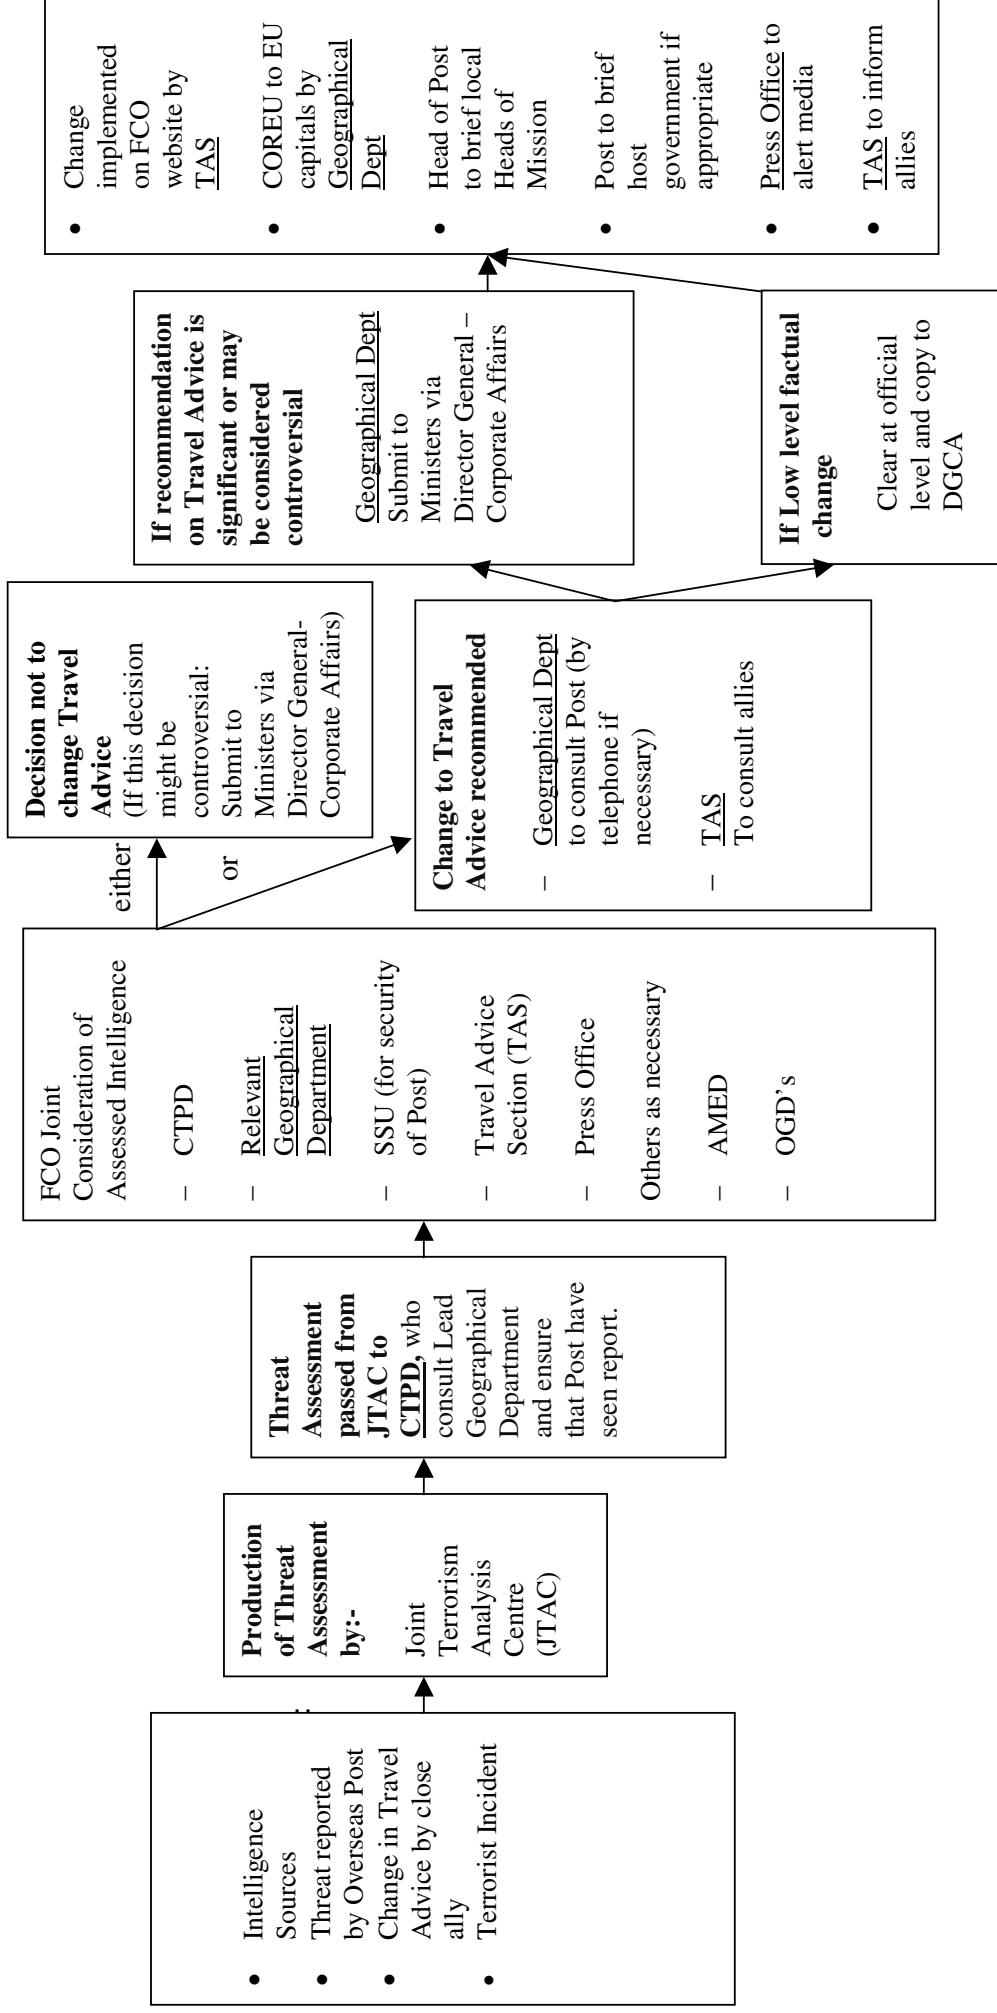 • Intelligence
Sources
• Threat reported
by Overseas Post
• Change in Travel
Advice by close
ally
• Terrorist Incident
..
Production
of Threat
Assessment
by:-
Joint
Terrorism
Analysis
Centre
(JTAC)
Threat
Assessment
passed from
JTAC to
CTPD, who
consult Lead
Geographical
Department
and ensure
that Post have
seen report.
FCO Joint
Consideration of
Assessed Intelligence
– CTPD
– Relevant
Geographical
Department
– SSU (for security
of Post)
– Travel Advice
Section (TAS)
– Press Office
Others as necessary
– AMED
– OGD's
either
or
Decision not to
change Travel
Advice
(If this decision
might be
controversial:
Submit to
Ministers via
Director General-
Corporate Affairs)
Change to Travel
Advice recommended
– Geographical Dept
to consult Post (by
telephone if
necessary)
– TAS
To consult allies
If recommendation
on Travel Advice is
significant or may
be considered
controversial
Geographical Dept
Submit to
Ministers via
Director General –
Corporate Affairs
If Low level factual
change
Clear at official
level and copy to
DGCA
• Change
implemented
on FCO
website by
TAS
• COREU to EU
capitals by
Geographical
Dept
• Head of Post
to brief local
Heads of
Mission
• Post to brief
host
government if
appropriate
• Press Office to
alert media
• TAS to inform
allies